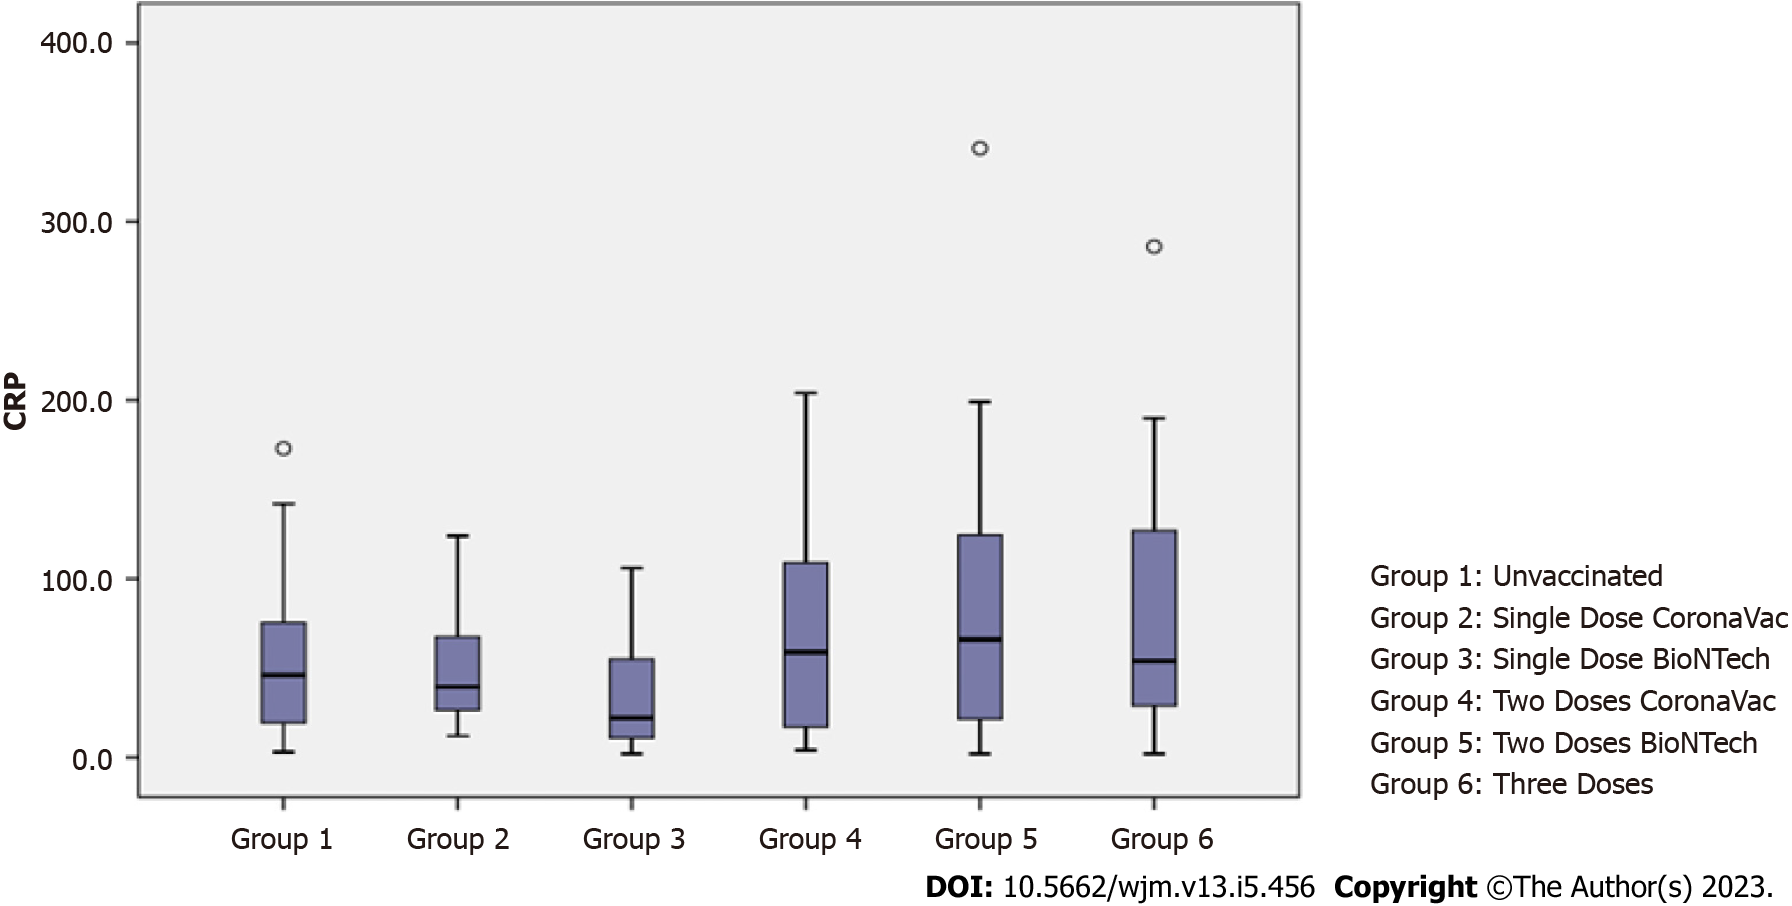 400.0
300.0
200.0
100.0
0.0
CRP
Group 1
Group 2
Group 3
Group 4
Group 5
Group 6
Group 1: Unvaccinated
Group 2: Single Dose CoronaVac
Group 3: Single Dose BioNTech
Group 4: Two Doses CoronaVac
Group 5: Two Doses BioNTech
Group 6: Three Doses
DOI: 10.5662/wjm.v13.i5.456 Copyright ©The Author(s) 2023.